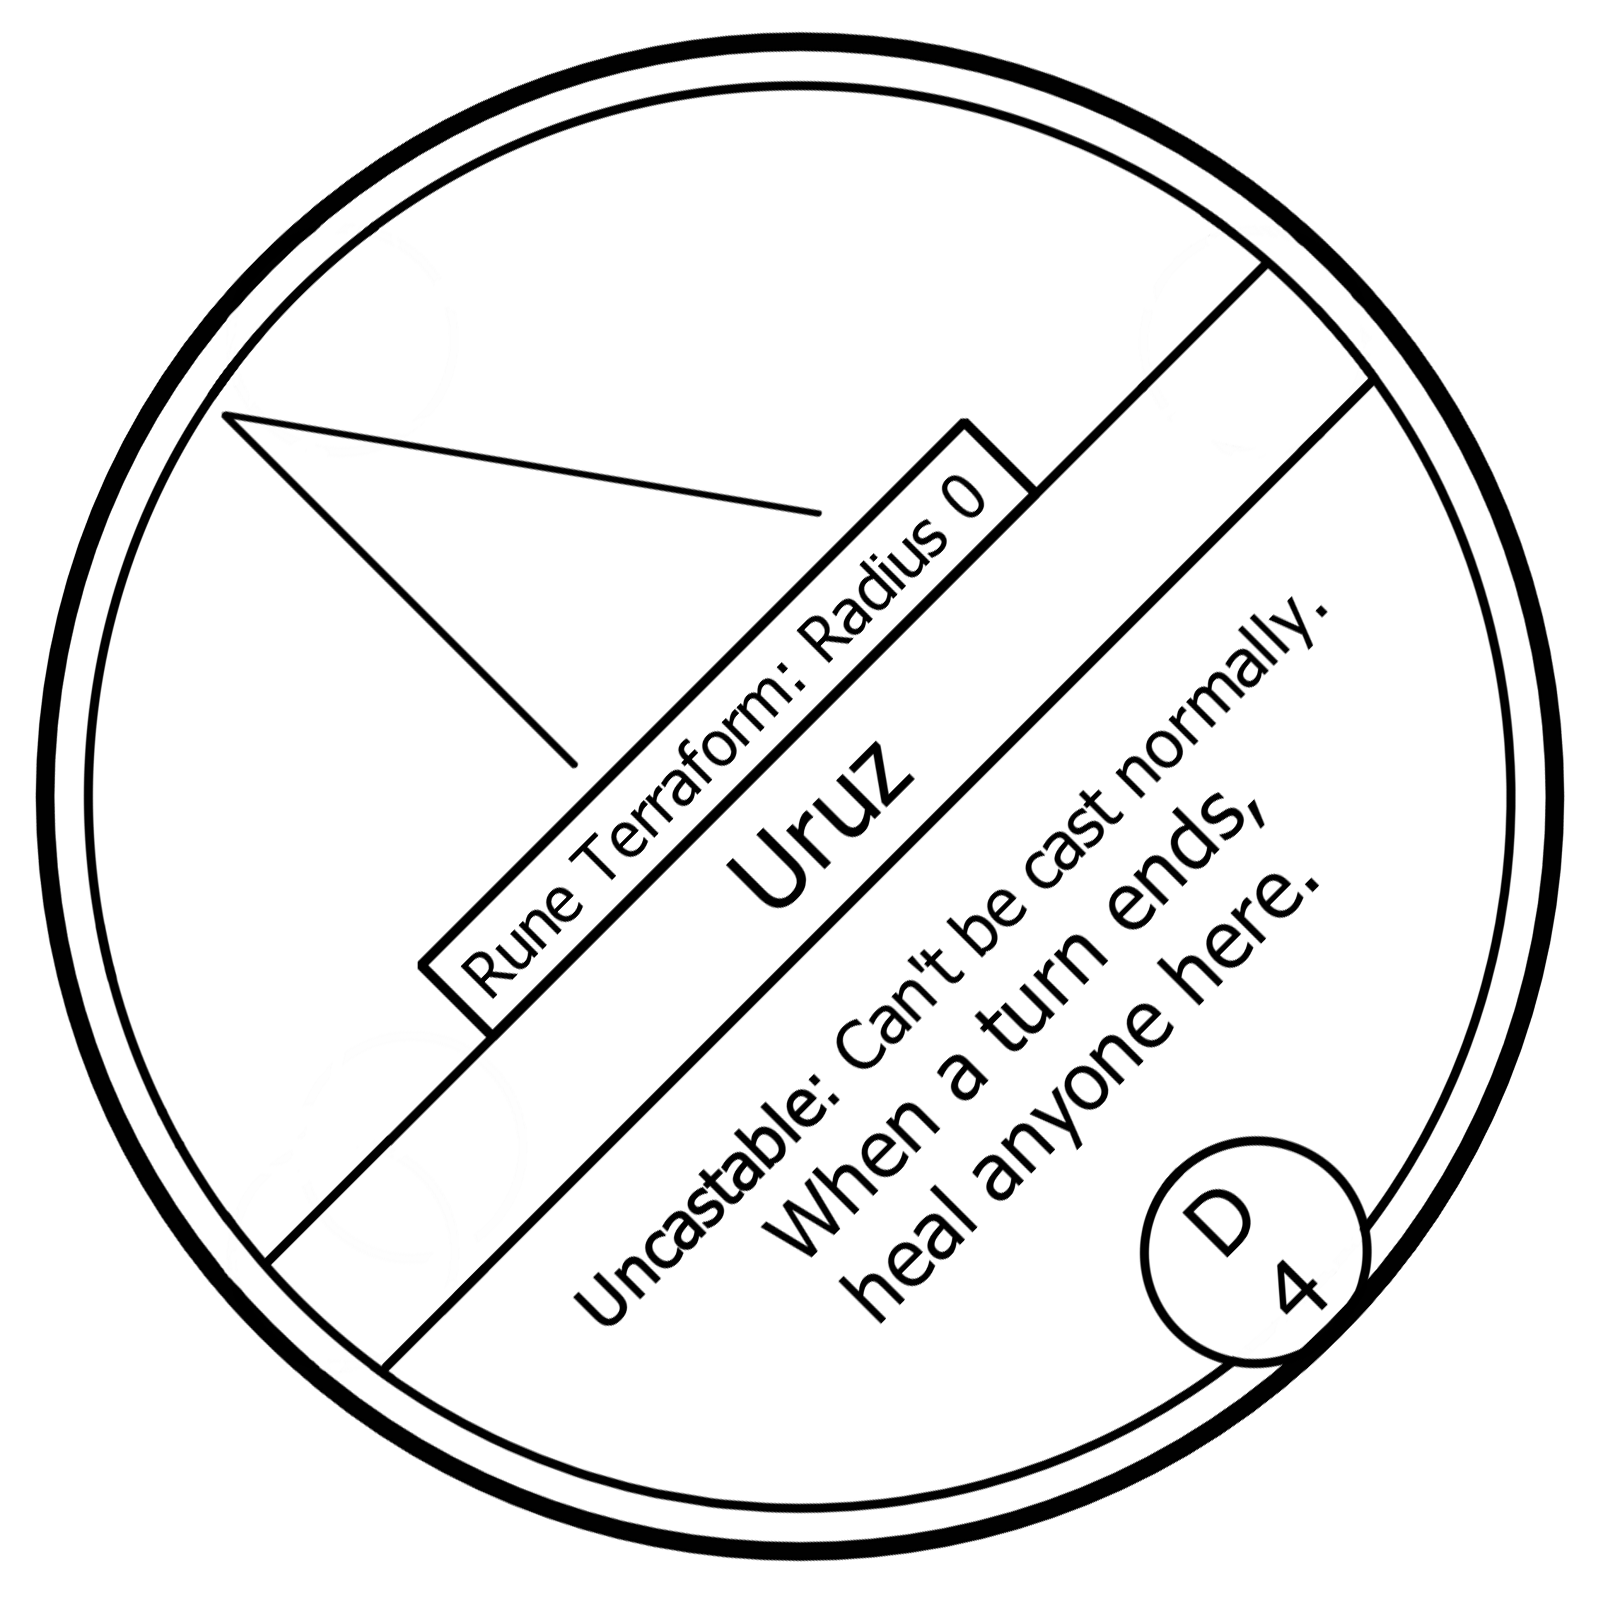 Rune Terraform: Radius 0
Uruz
Uncastable: Can't be cast normally.
When a turn ends,
heal anyone here.
D
4